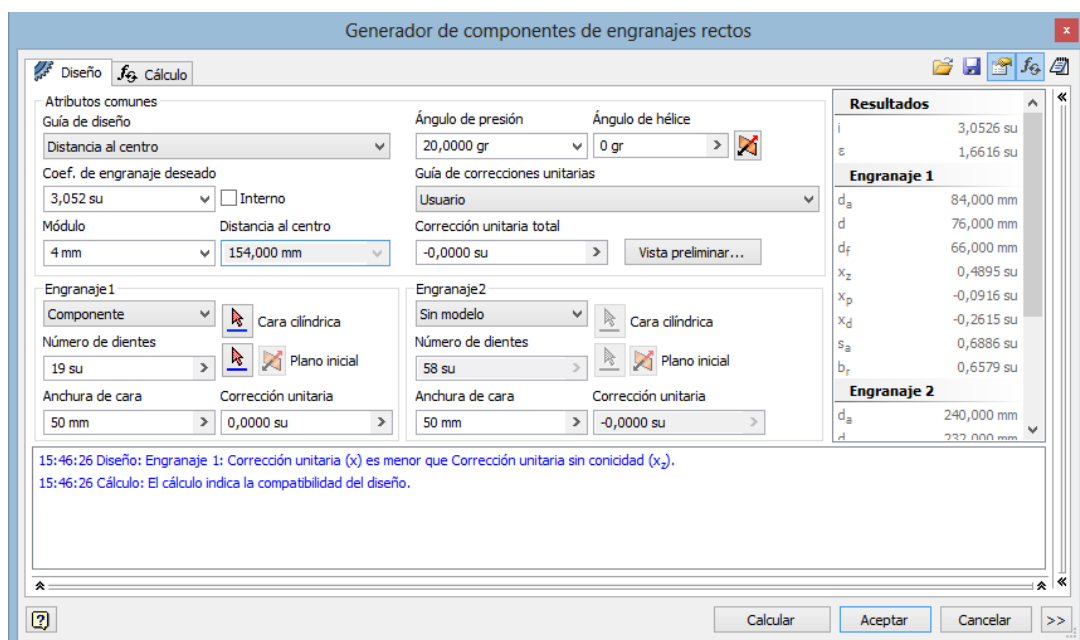 Generador de componentes de engranajes rectos
x
Diseño
fG Cálculo
Atributos comunes
Guía de diseño
Distancia al centro
Ángulo de presión
20,0000 gr
Ángulo de hélice
0 gr
Coef. de engranaje deseado
3,052 su
Interno
Guía de correcciones unitarias
Usuario
Módulo
4 mm
Distancia al centro
154,000 mm
Corrección unitaria total
-0,0000 su
Vista preliminar...
Engranaje1
Componente
Cara cilíndrica
Número de dientes
19 su
Plano inicial
Anchura de cara
50 mm
Corrección unitaria
0,0000 su
Engranaje2
Sin modelo
Cara cilíndrica
Número de dientes
58 su
Plano inicial
Anchura de cara
50 mm
Corrección unitaria
-0,0000 su
Resultados
i 3,0526 su
ε 1,6616 su
Engranaje 1
da 84,000 mm
d 76,000 mm
df 66,000 mm
xz 0,4895 su
xp -0,0916 su
xd -0,2615 su
sa 0,6886 su
br 0,6579 su
Engranaje 2
da 240,000 mm
d 232,000 mm
15:46:26 Diseño: Engranaje 1: Corrección unitaria (x) es menor que Corrección unitaria sin conicidad (xz).
15:46:26 Cálculo: El cálculo indica la compatibilidad del diseño.
?
Calcular
Aceptar
Cancelar
>>